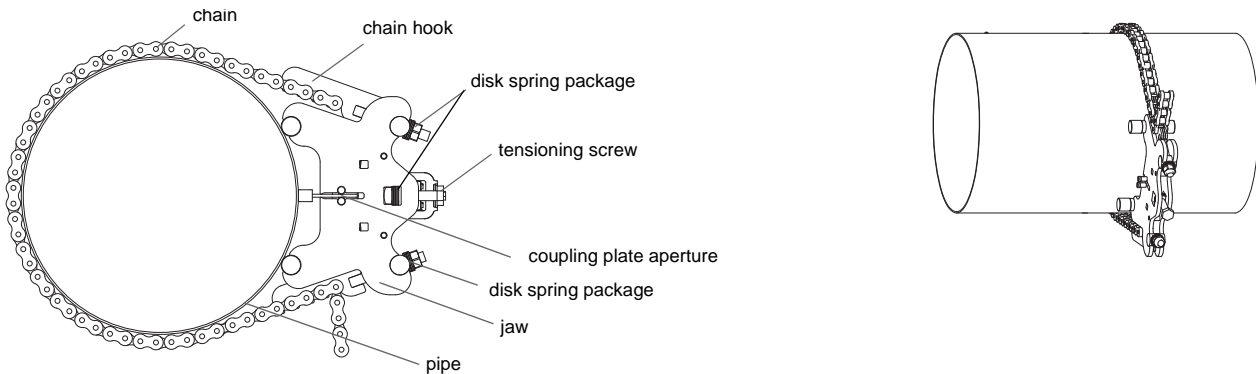 chain
chain hook
disk spring package
tensioning screw
coupling plate aperture
disk spring package
jaw
pipe